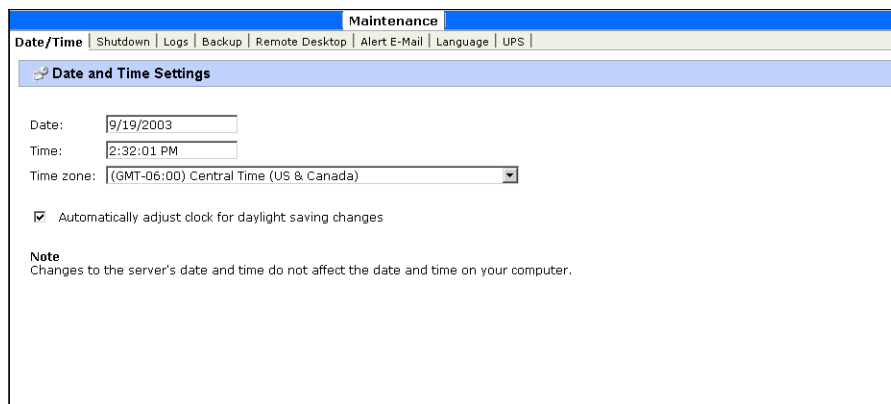 Maintenance
Date/Time | Shutdown | Logs | Backup | Remote Desktop | Alert E-Mail | Language | UPS |
Date and Time Settings
Date: 9/19/2003
Time: 2:32:01 PM
Time zone: (GMT-06:00) Central Time (US & Canada)
Automatically adjust clock for daylight saving changes
Note
Changes to the server's date and time do not affect the date and time on your computer.